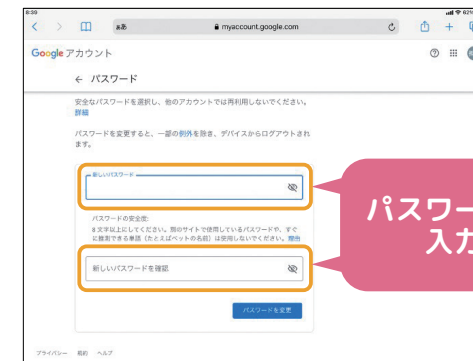 8:39
62%
ああ
myaccount.google.com
Google アカウント
← パスワード
安全なパスワードを選択し、他のアカウントでは再利用しないでください。
詳細
パスワードを変更すると、一部の例外を除き、デバイスからログアウトされ
ます。
新しいパスワード
パスワードの安全度:
8 文字以上にしてください。別のサイトで使用しているパスワードや、すぐ
に推測できる単語（たとえばペットの名前）は使用しないでください。理由
新しいパスワードを確認
パスワードを変更
パスワー
入力
プライバシー 規約 ヘルプ